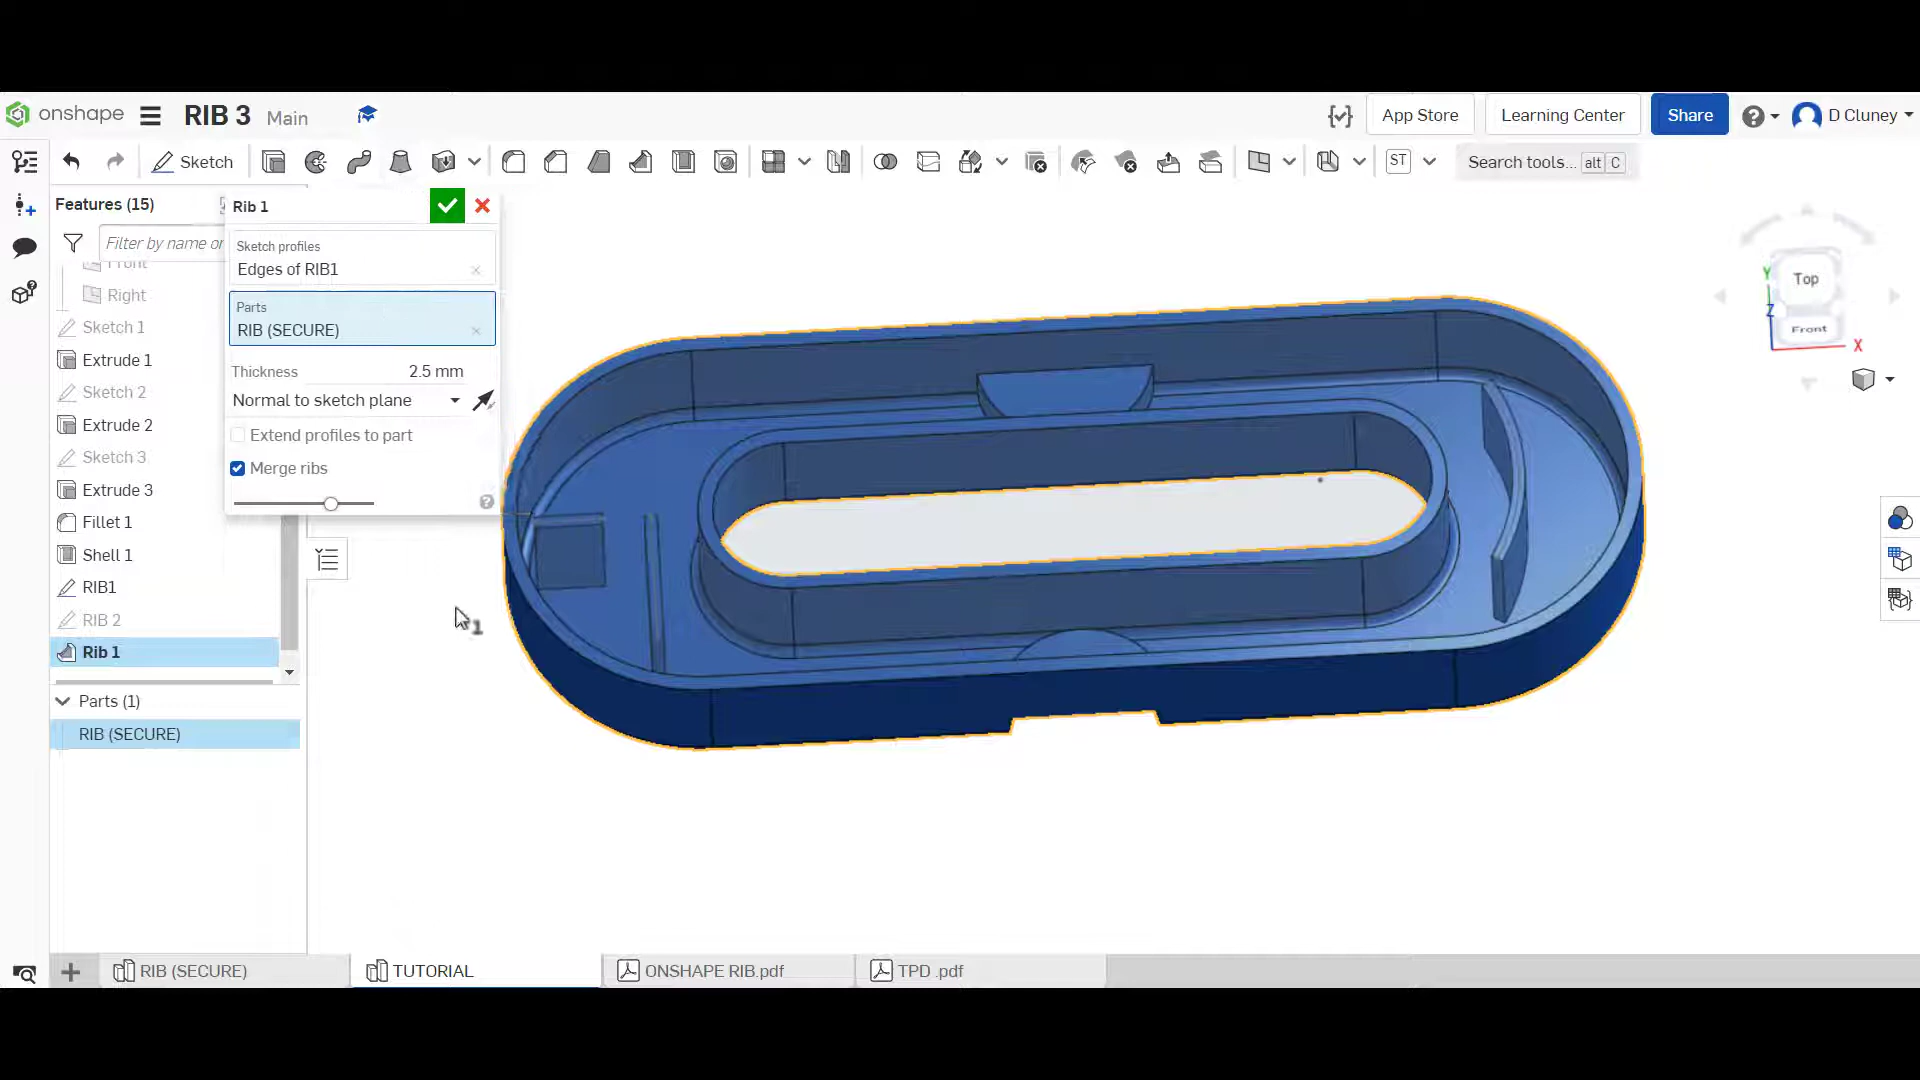 onshape RIB 3 Main App Store Learning Center Share D Cluney
Sketch ST Search tools... alt C
Features (15)
Filter by name or
Front
Right
Sketch 1
Extrude 1
Sketch 2
Extrude 2
Sketch 3
Extrude 3
Fillet 1
Shell 1
RIB1
RIB 2
Rib 1
Parts (1)
RIB (SECURE)
Rib 1
Sketch profiles
Edges of RIB1
Parts
RIB (SECURE)
Thickness 2.5 mm
Normal to sketch plane
Extend profiles to part
Merge ribs
1
Top
Front
Y
Z
X
RIB (SECURE) TUTORIAL ONSHAPE RIB.pdf TPD .pdf